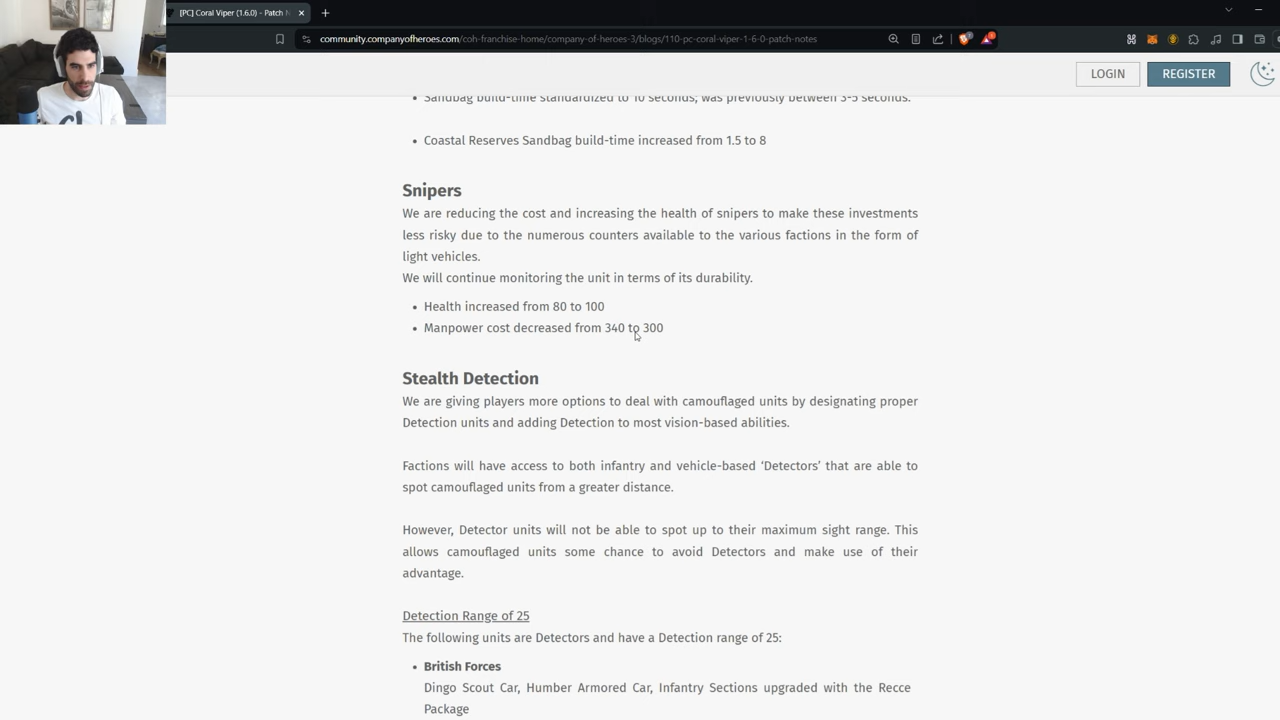 [PC] Coral Viper (1.6.0) - Patch N
community.companyofheroes.com/coh-franchise-home/company-of-heroes-3/blogs/110-pc-coral-viper-1-6-0-patch-notes
LOGIN
REGISTER
Sandbag build-time standardized to 10 seconds; was previously between 3-5 seconds.
Coastal Reserves Sandbag build-time increased from 1.5 to 8
Snipers
We are reducing the cost and increasing the health of snipers to make these investments
less risky due to the numerous counters available to the various factions in the form of
light vehicles.
We will continue monitoring the unit in terms of its durability.
Health increased from 80 to 100
Manpower cost decreased from 340 to 300
Stealth Detection
We are giving players more options to deal with camouflaged units by designating proper
Detection units and adding Detection to most vision-based abilities.
Factions will have access to both infantry and vehicle-based ‘Detectors’ that are able to
spot camouflaged units from a greater distance.
However, Detector units will not be able to spot up to their maximum sight range. This
allows camouflaged units some chance to avoid Detectors and make use of their
advantage.
Detection Range of 25
The following units are Detectors and have a Detection range of 25:
British Forces
Dingo Scout Car, Humber Armored Car, Infantry Sections upgraded with the Recce
Package